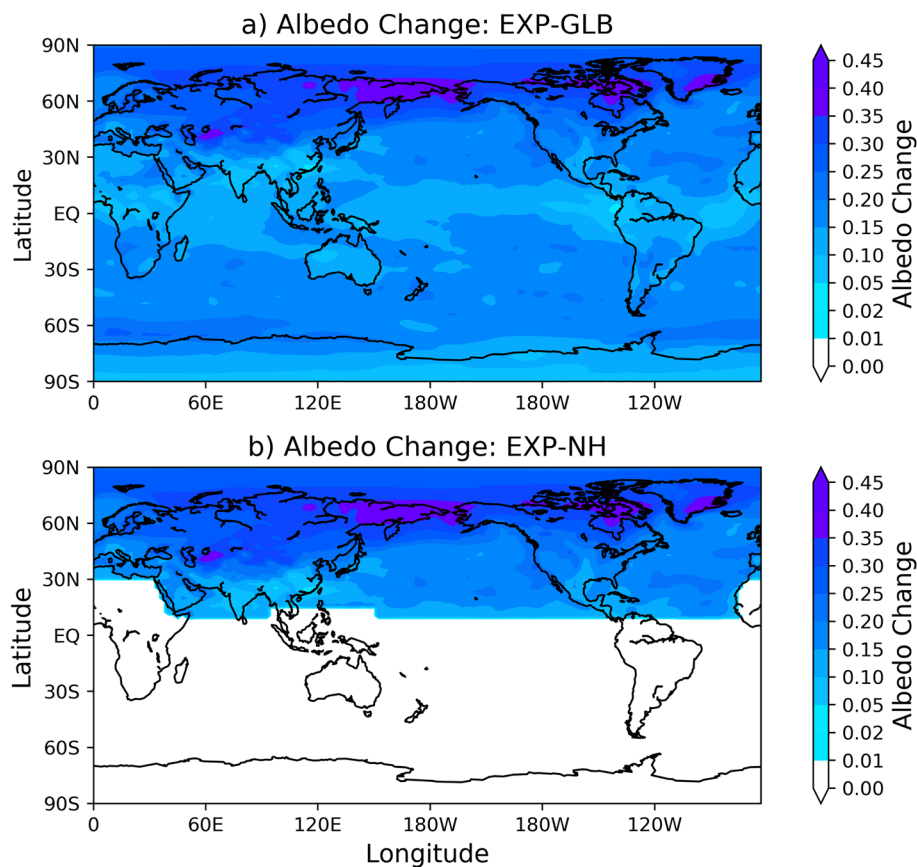 a) Albedo Change: EXP-GLB
90N
60N
30N
EQ
30S
60S
90S
Latitude
0
60E
120E
180W
180W
120W
0.45
0.40
0.35
0.30
0.25
0.20
0.15
0.10
0.05
0.02
0.01
0.00
Albedo Change
b) Albedo Change: EXP-NH
90N
60N
30N
EQ
30S
60S
90S
Latitude
0
60E
120E
180W
180W
120W
Longitude
0.45
0.40
0.35
0.30
0.25
0.20
0.15
0.10
0.05
0.02
0.01
0.00
Albedo Change